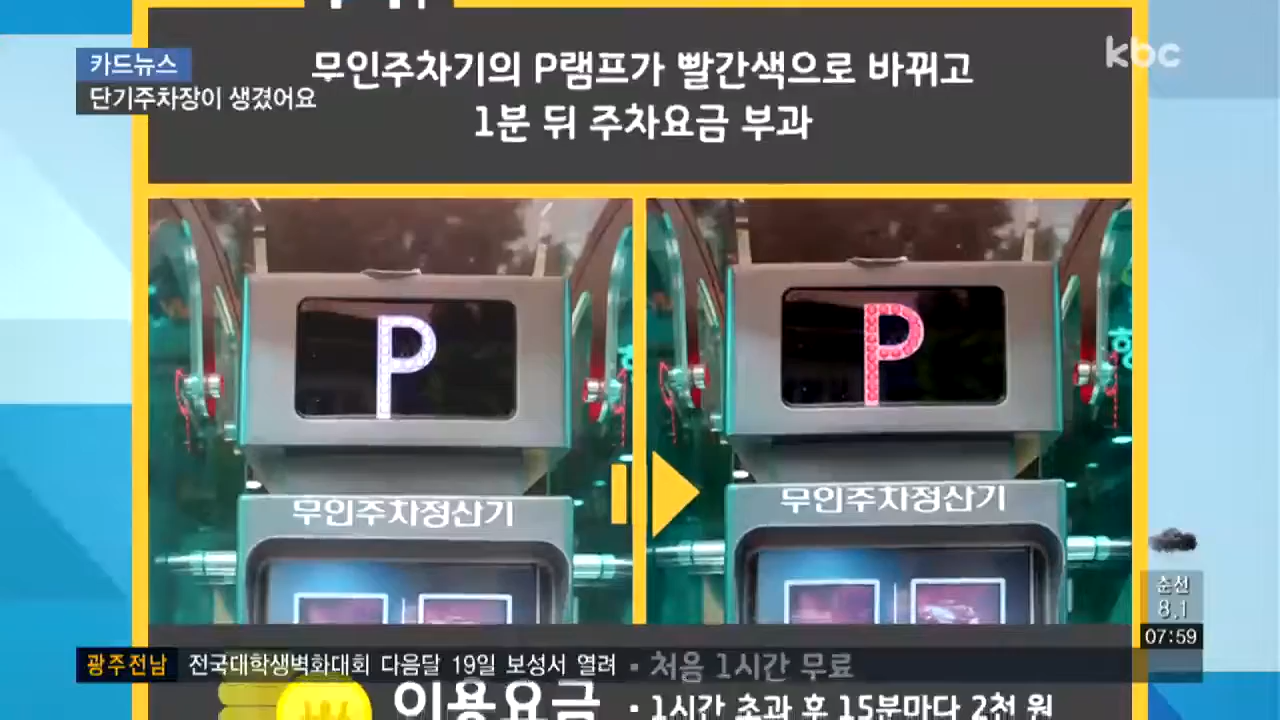 카드뉴스
단기주차장이 생겼어요
kbc
무인주차기의 P램프가 빨간색으로 바뀌고
1분 뒤 주차요금 부과
P
P
무인주차정산기
무인주차정산기
순천
8.1
07:59
광주전남 전국대학생벽화대회 다음달 19일 보성서 열려
이용요금
· 처음 1시간 무료
· 1시간 초과 후 15분마다 2천 원